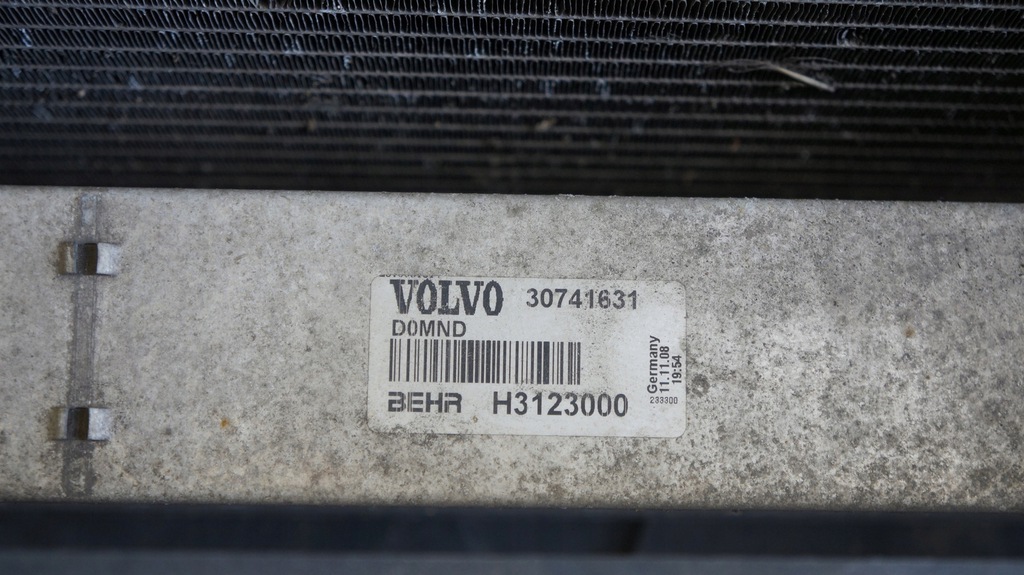 VOLVO 30741631
D0MND
BEHR H3123000
Germany
11.11.08
19:54
233300